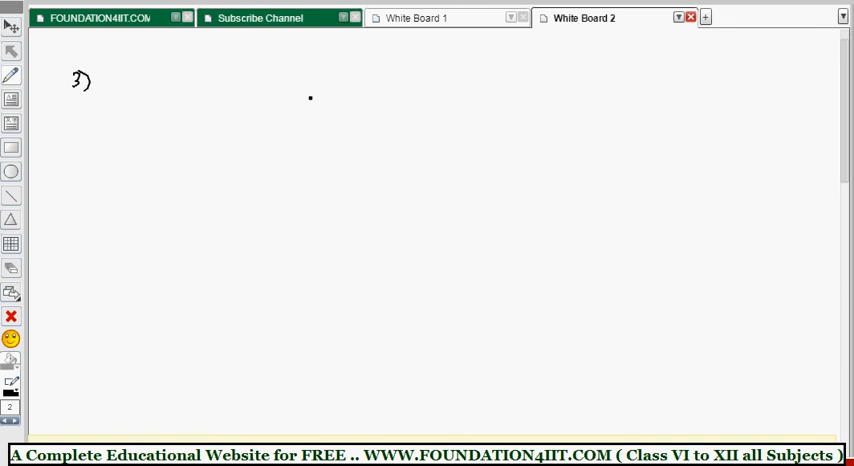 FOUNDATION4IIT.COM Subscribe Channel White Board 1 White Board 2
3)
2
A Complete Educational Website for FREE .. WWW.FOUNDATION4IIT.COM ( Class VI to XII all Subjects )